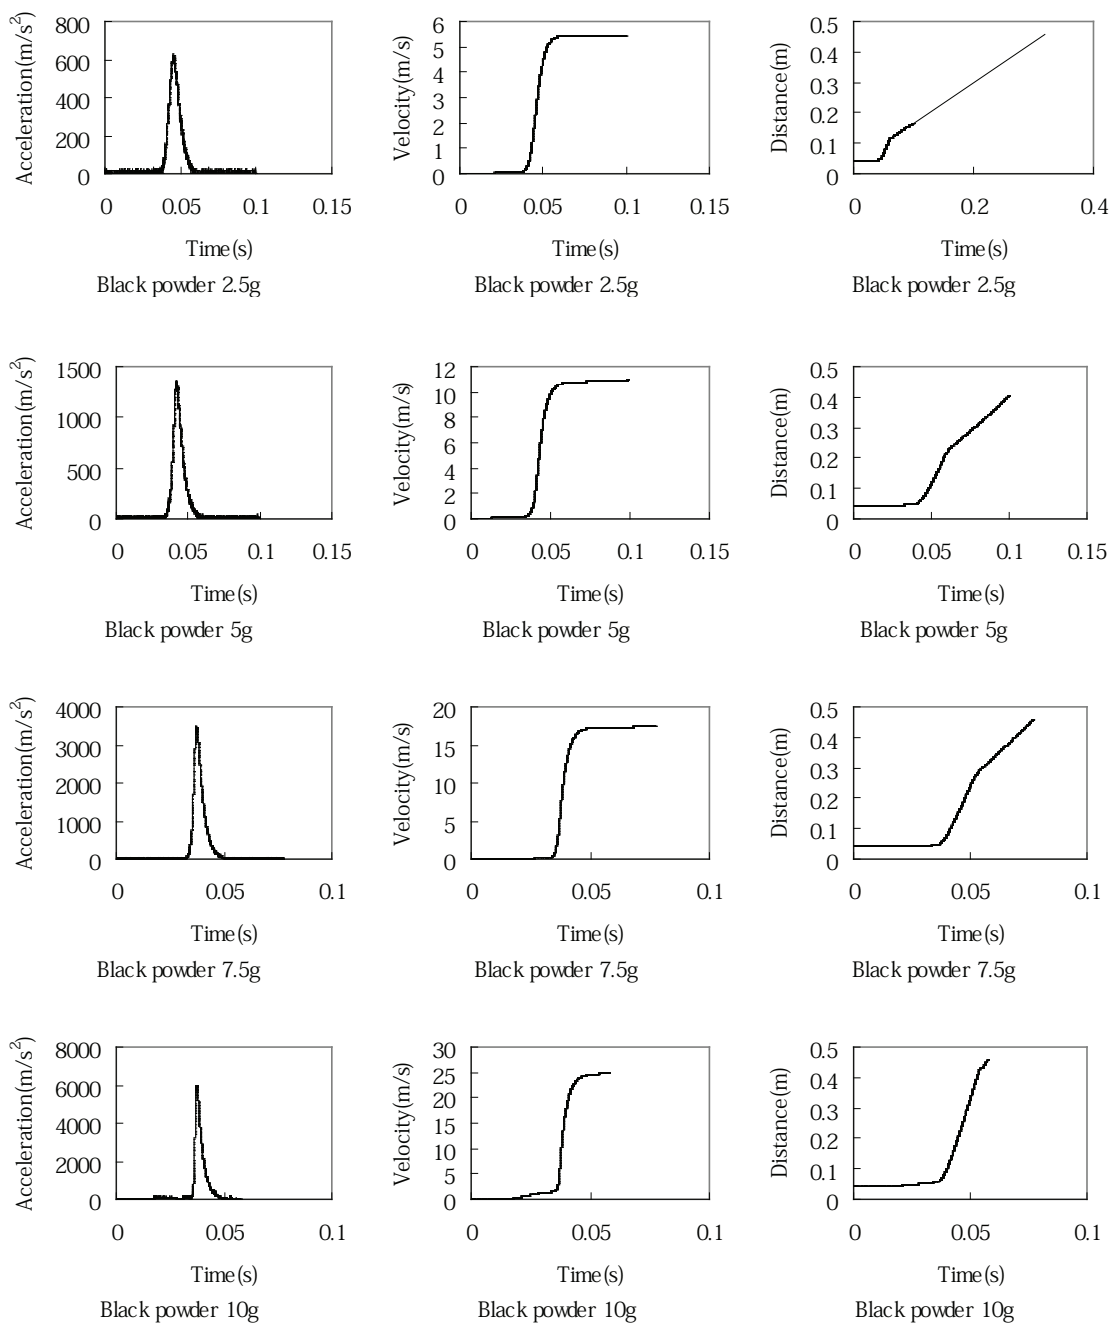 Acceleration(m/s²)
800
600
400
200
0
0 0.05 0.1 0.15
Time(s)
Black powder 2.5g
Velocity(m/s)
6
5
4
3
2
1
0
0 0.05 0.1 0.15
Time(s)
Black powder 2.5g
Distance(m)
0.5
0.4
0.3
0.2
0.1
0
0 0.2 0.4
Time(s)
Black powder 2.5g
Acceleration(m/s²)
1500
1000
500
0
0 0.05 0.1 0.15
Time(s)
Black powder 5g
Velocity(m/s)
12
10
8
6
4
2
0
0 0.05 0.1 0.15
Time(s)
Black powder 5g
Distance(m)
0.5
0.4
0.3
0.2
0.1
0
0 0.05 0.1 0.15
Time(s)
Black powder 5g
Acceleration(m/s²)
4000
3000
2000
1000
0
0 0.05 0.1
Time(s)
Black powder 7.5g
Velocity(m/s)
20
15
10
5
0
0 0.05 0.1
Time(s)
Black powder 7.5g
Distance(m)
0.5
0.4
0.3
0.2
0.1
0
0 0.05 0.1
Time(s)
Black powder 7.5g
Acceleration(m/s²)
8000
6000
4000
2000
0
0 0.05 0.1
Time(s)
Black powder 10g
Velocity(m/s)
30
25
20
15
10
5
0
0 0.05 0.1
Time(s)
Black powder 10g
Distance(m)
0.5
0.4
0.3
0.2
0.1
0
0 0.05 0.1
Time(s)
Black powder 10g